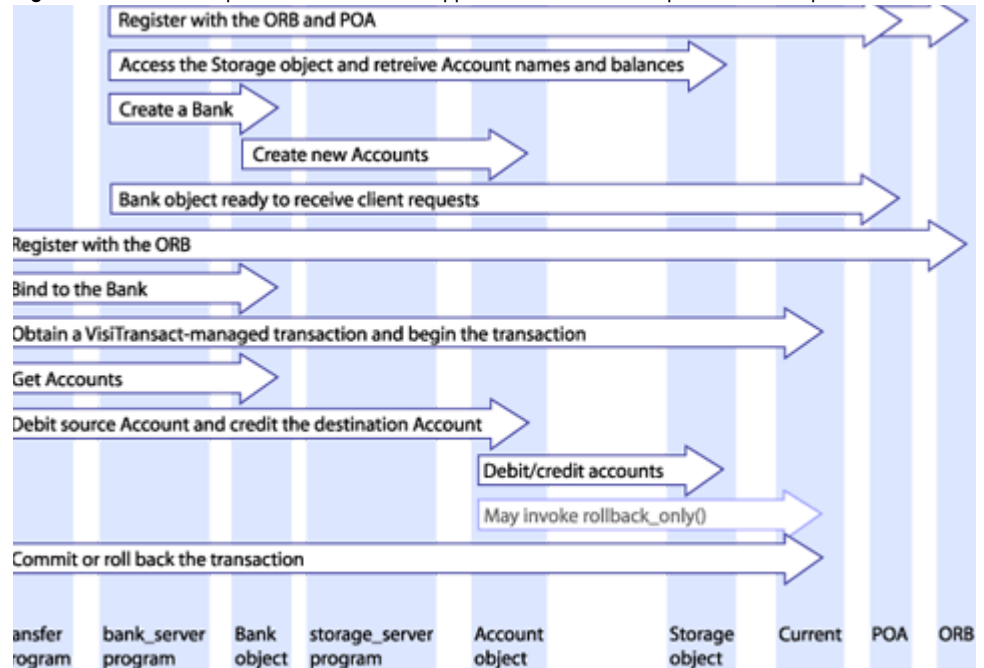 Register with the ORB and POA
Access the Storage object and retreive Account names and balances
Create a Bank
Create new Accounts
Bank object ready to receive client requests
Register with the ORB
Bind to the Bank
Obtain a VisiTransact-managed transaction and begin the transaction
Get Accounts
Debit source Account and credit the destination Account
Debit/credit accounts
May invoke rollback_only()
Commit or roll back the transaction
ansfer bank_server Bank storage_server Account Storage Current POA ORB
rogram program object program object object